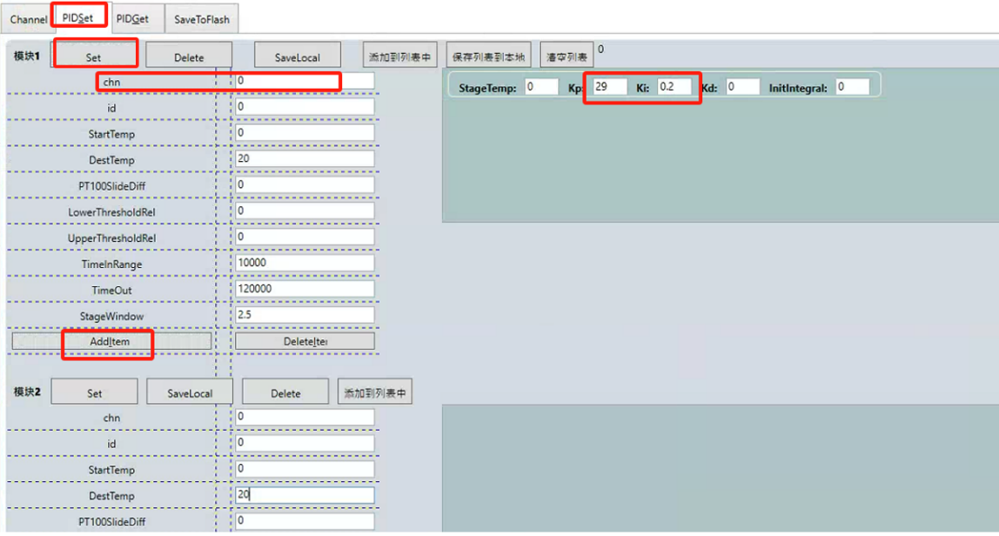 Channel PIDSet PIDGet SaveToFlash
模块1 Set Delete SaveLocal 添加到列表中 保存列表到本地 清空列表 0
chn 0 StageTemp: 0 Kp: 29 Ki: 0.2 Kd: 0 InitIntegral: 0
id 0
StartTemp 0
DestTemp 20
PT100SlideDiff 0
LowerThresholdRel 0
UpperThresholdRel 0
TimeInRange 10000
TimeOut 120000
StageWindow 2.5
AddItem DeleteIter
模块2 Set SaveLocal Delete 添加到列表中
chn 0
id 0
StartTemp 0
DestTemp 20
PT100SlideDiff 0